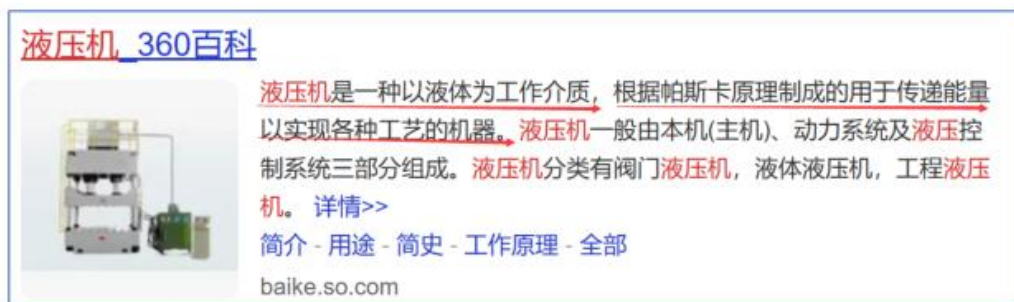 液压机_360百科
液压机是一种以液体为工作介质，根据帕斯卡原理制成的用于传递能量
以实现各种工艺的机器。液压机一般由本机(主机)、动力系统及液压控
制系统三部分组成。液压机分类有阀门液压机，液体液压机，工程液压
机。 详情>>
简介 - 用途 - 简史 - 工作原理 - 全部
baike.so.com